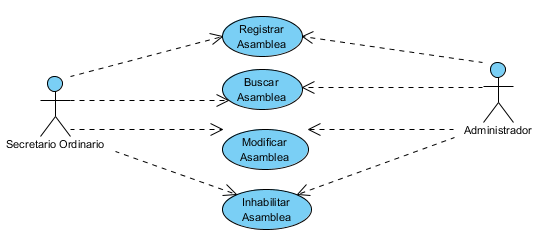 Registrar
Asamblea
Buscar
Asamblea
Secretario Ordinario
Administrador
Modificar
Asamblea
Inhabilitar
Asamblea